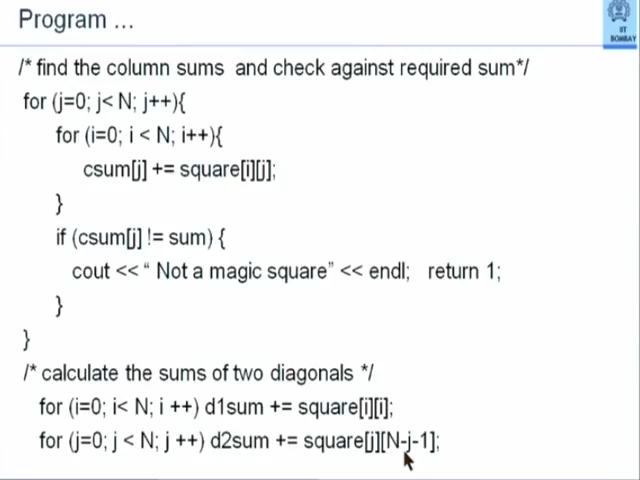 Program ...
IIT
BOMBAY
/* find the column sums and check against required sum*/
for (j=0; j< N; j++){
for (i=0; i < N; i++){
csum[j] += square[i][j];
}
if (csum[j] != sum) {
cout << “ Not a magic square” << endl; return 1;
}
}
/* calculate the sums of two diagonals */
for (i=0; i< N; i ++) d1sum += square[i][i];
for (j=0; j < N; j ++) d2sum += square[j][N-j-1];